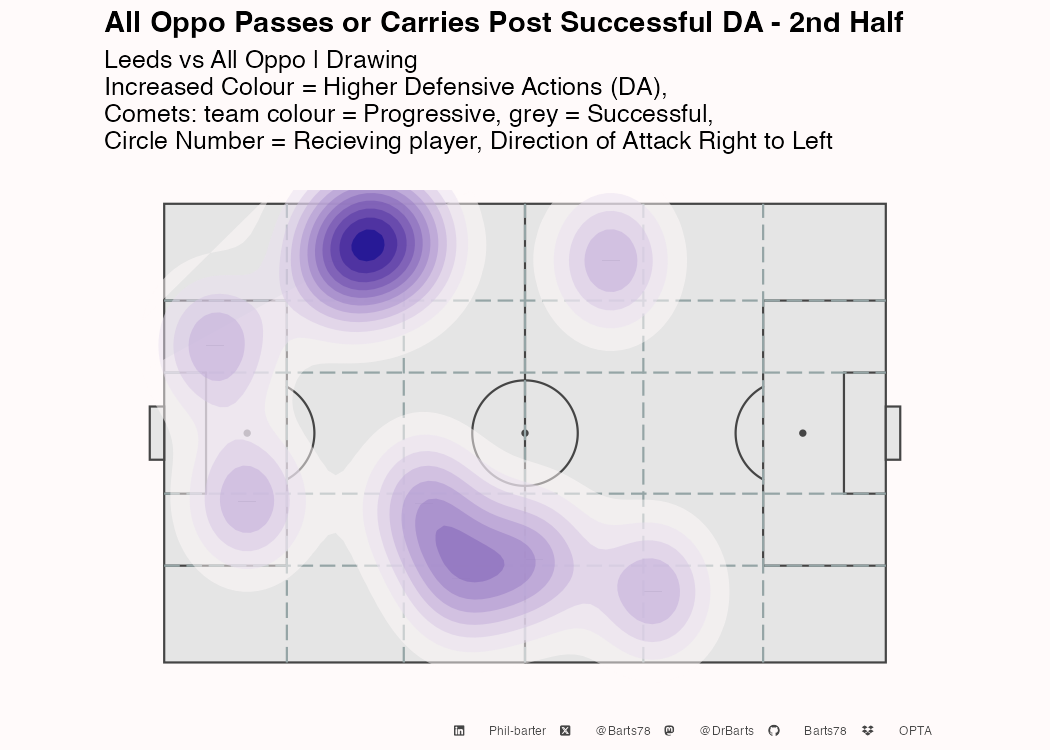 All Oppo Passes or Carries Post Successful DA - 2nd Half
Leeds vs All Oppo | Drawing
Increased Colour = Higher Defensive Actions (DA),
Comets: team colour = Progressive, grey = Successful,
Circle Number = Recieving player, Direction of Attack Right to Left
Phil-barter @Barts78 @DrBarts Barts78 OPTA